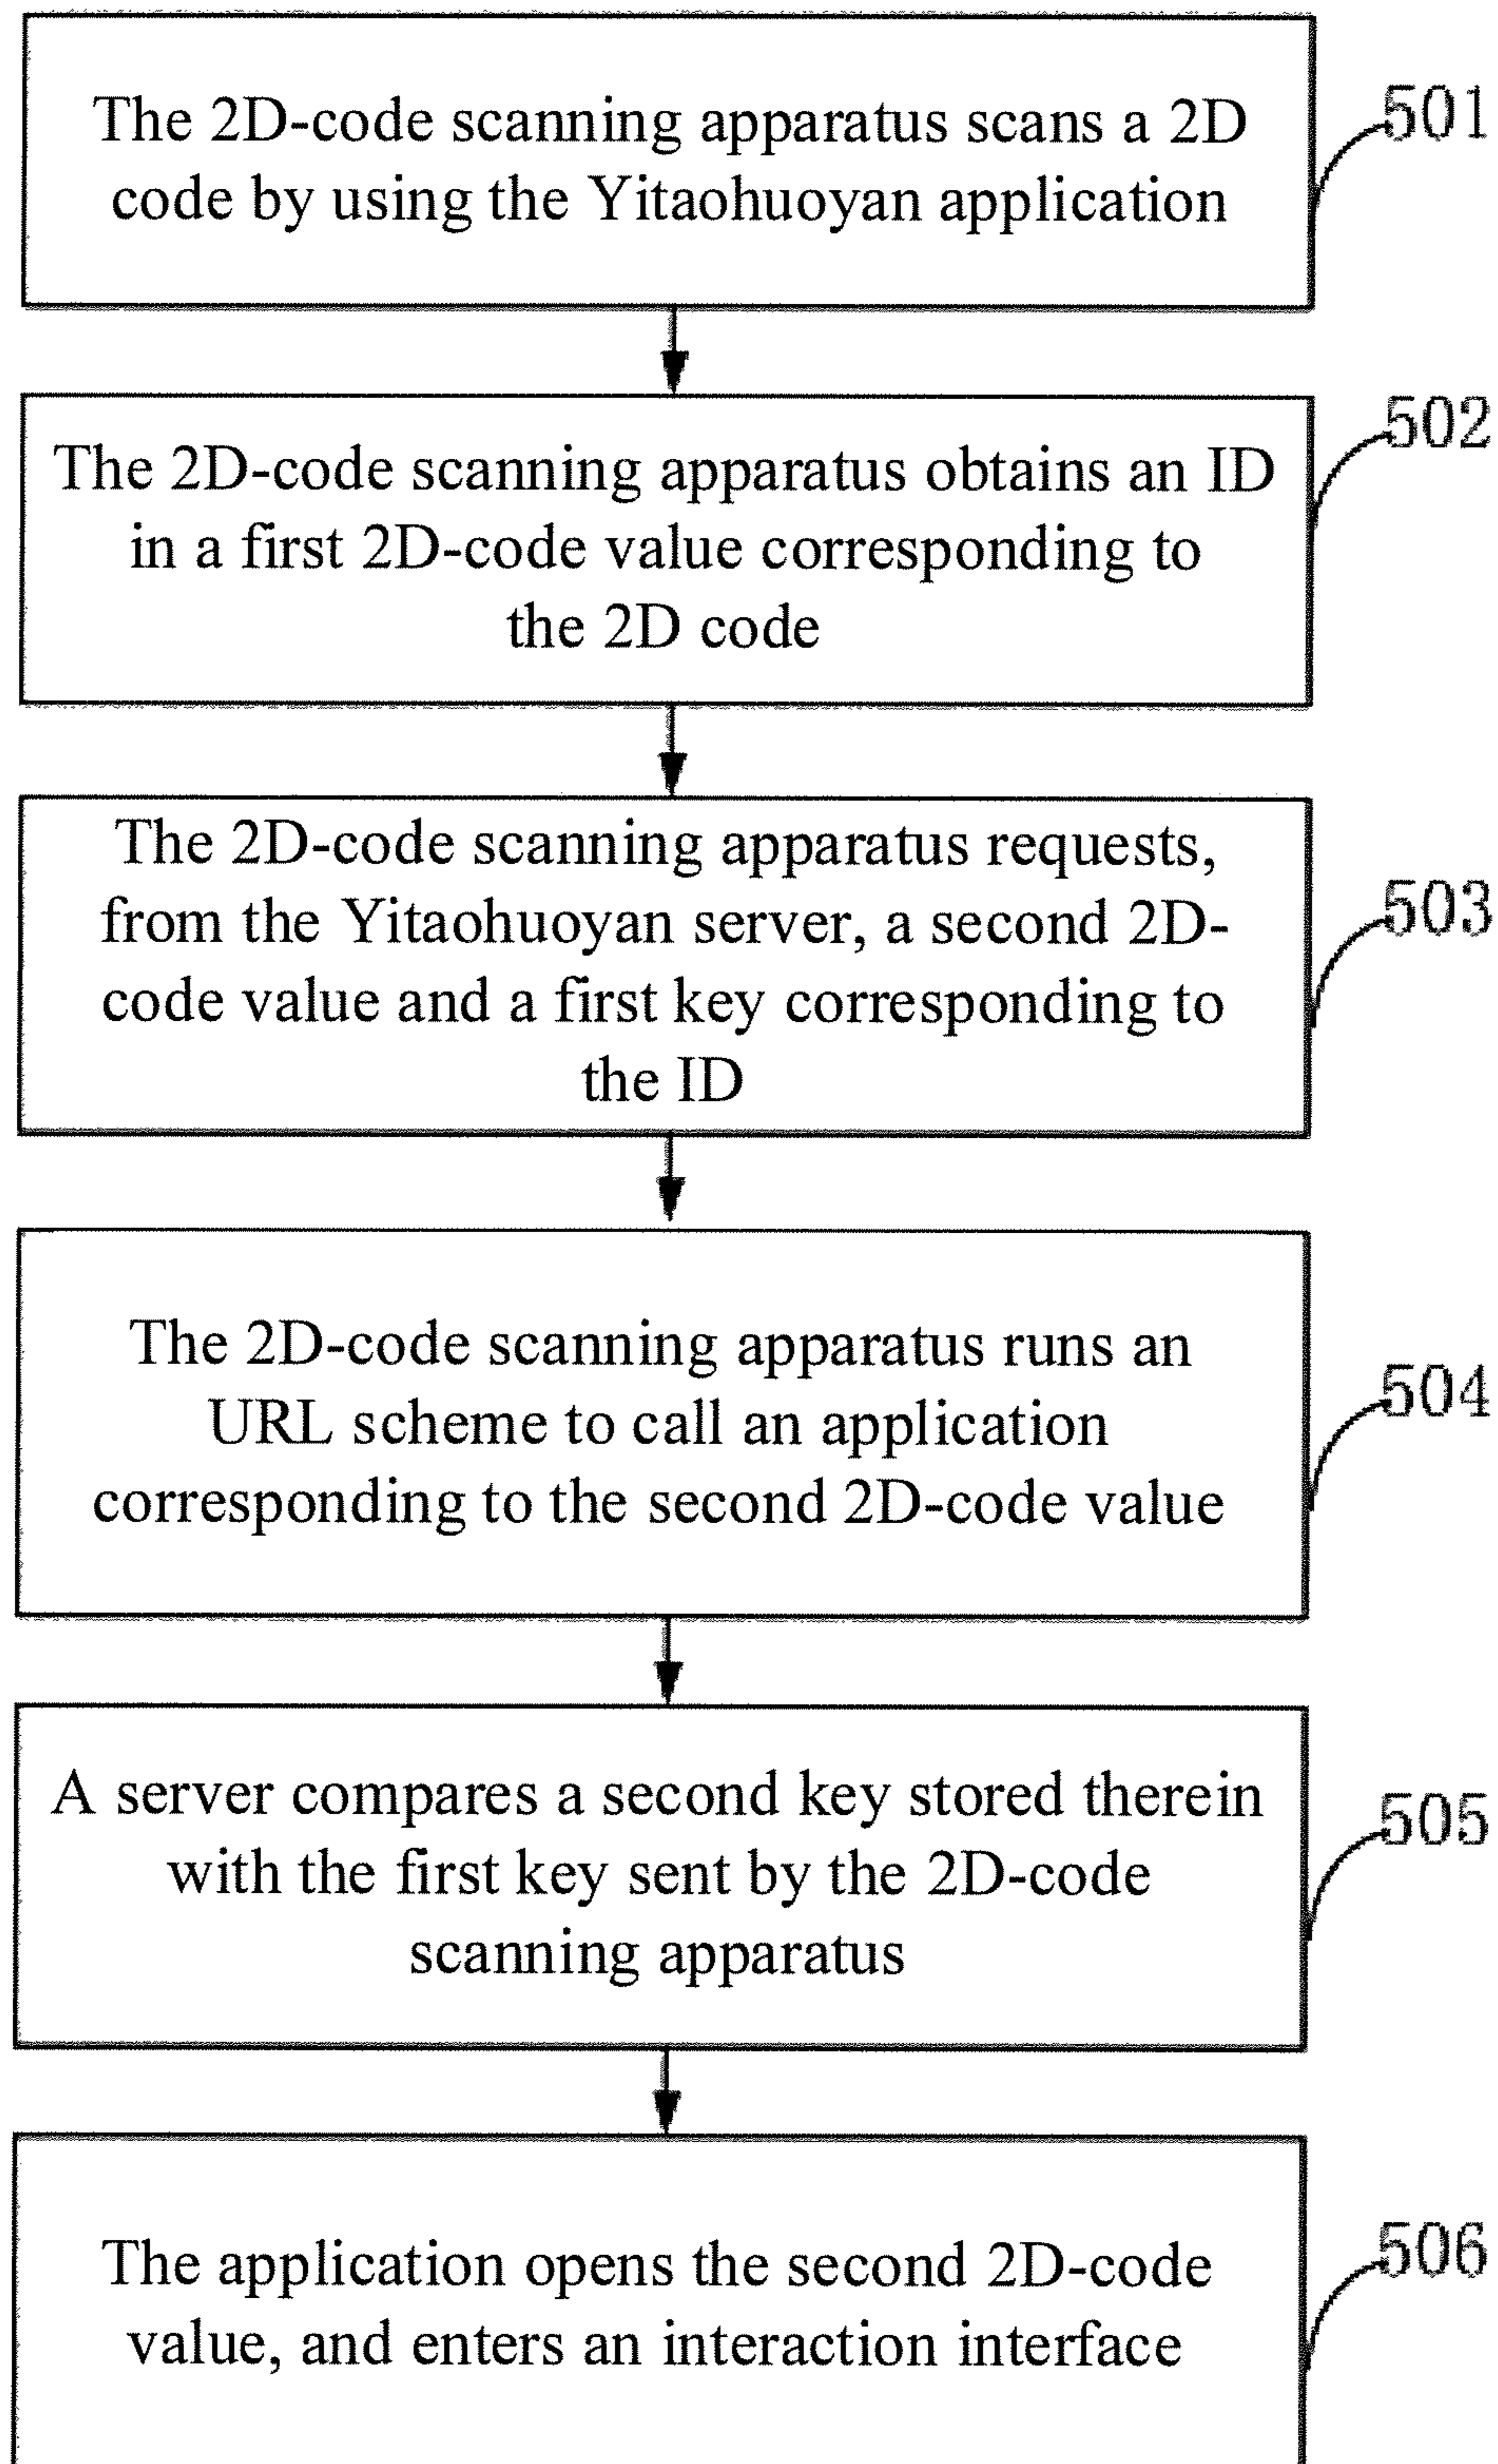 The 2D-code scanning apparatus scans a 2D
code by using the Yitaohuoyan application
501
The 2D-code scanning apparatus obtains an ID
in a first 2D-code value corresponding to
the 2D code
502
The 2D-code scanning apparatus requests,
from the Yitaohuoyan server, a second 2D-
code value and a first key corresponding to
the ID
503
The 2D-code scanning apparatus runs an
URL scheme to call an application
corresponding to the second 2D-code value
504
A server compares a second key stored therein
with the first key sent by the 2D-code
scanning apparatus
505
The application opens the second 2D-code
value, and enters an interaction interface
506